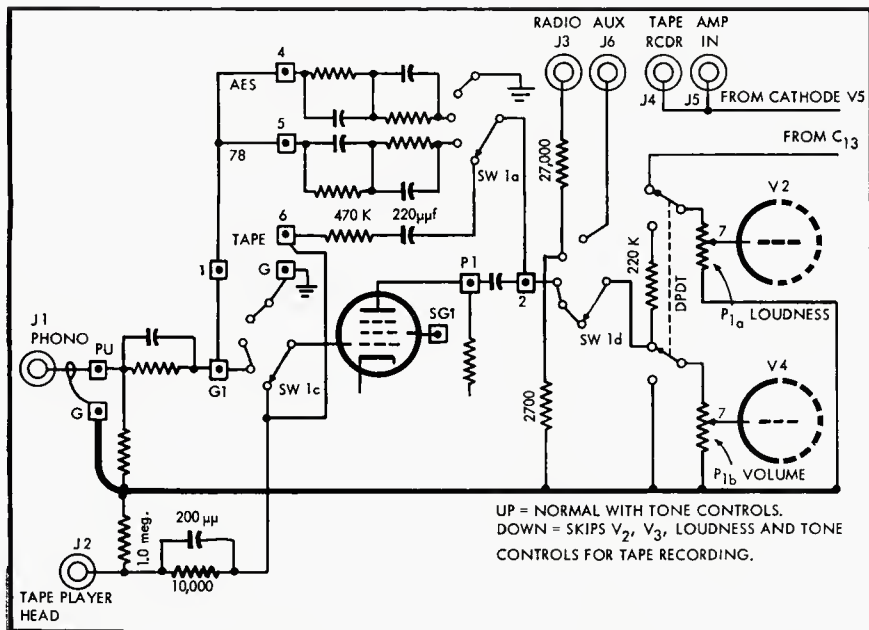 RADIO
J3
AUX
J6
TAPE
RCDR
J4
AMP
IN
J5
FROM CATHODE V5
FROM C13
4
AES
5
78
6
TAPE
470 K
220µµf
SW 1a
27,000
1
G
P1
2
SG1
SW 1c
SW 1d
220 K
DPDT
V2
7
P1a LOUDNESS
J1
PHONO
PU
G
G1
2700
V4
7
P1b VOLUME
1.0 meg.
200 µµ
10,000
J2
TAPE PLAYER
HEAD
UP = NORMAL WITH TONE CONTROLS.
DOWN = SKIPS V2, V3, LOUDNESS AND TONE
CONTROLS FOR TAPE RECORDING.